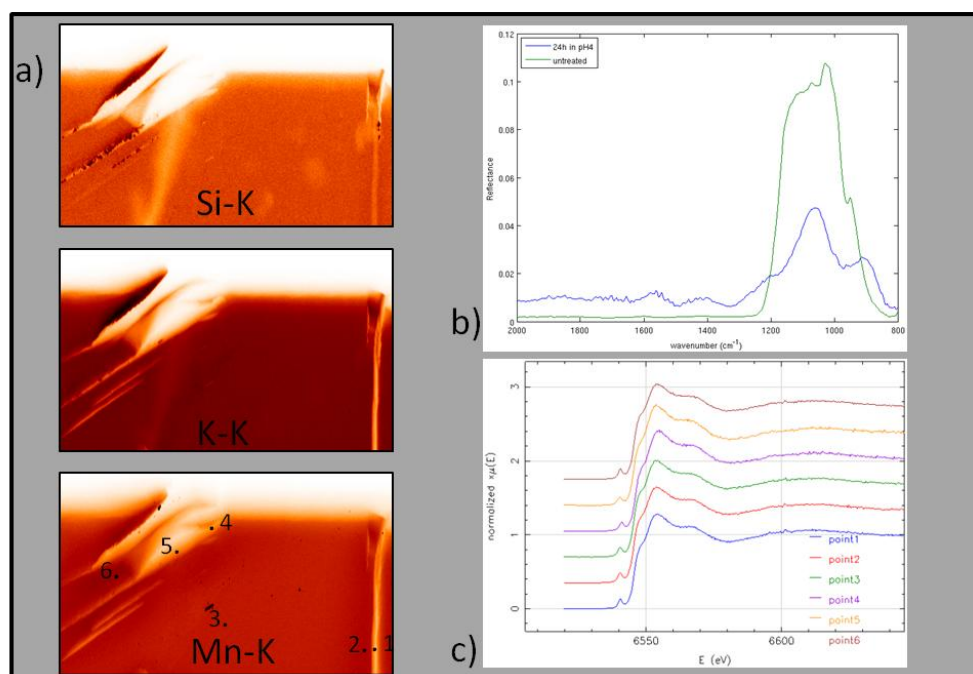 a)
Si-K
K-K
4
5
6
3
Mn-K
2
1
b)
24h in pH4
untreated
0.12
0.1
0.08
0.06
0.04
0.02
0
Reflectance
2000
1800
1600
1400
1200
1000
800
wavenumber (cm⁻¹)
c)
3
2
1
0
normalized xμ(E)
point1
point2
point3
point4
point5
point6
6550
6600
E (eV)